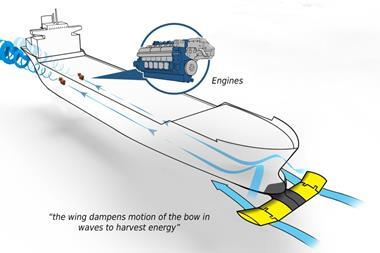 Engines
“the wing dampens motion of the bow in
waves to harvest energy”